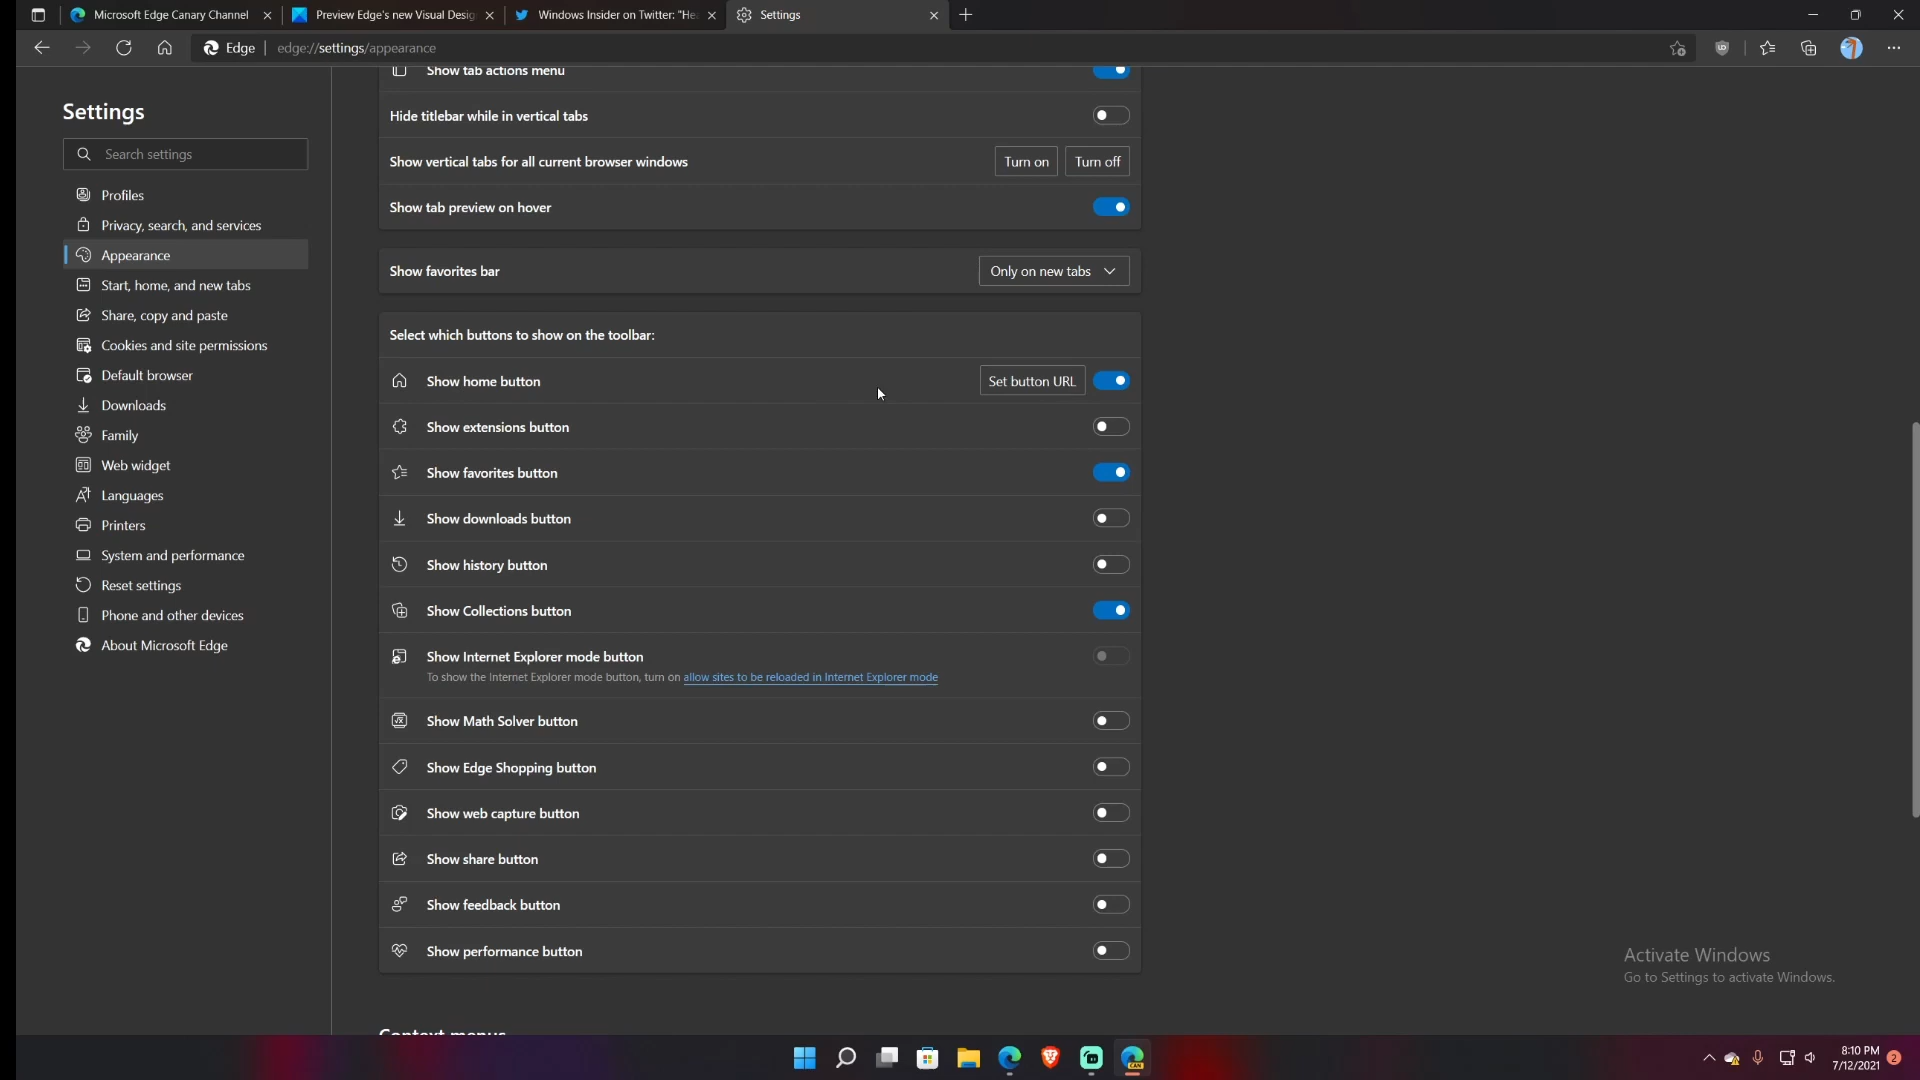 Microsoft Edge Canary Channel
Preview Edge's new Visual Desig
Windows Insider on Twitter: "He
Settings
Edge
edge://settings/appearance
Settings
Search settings
Profiles
Privacy, search, and services
Appearance
Start, home, and new tabs
Share, copy and paste
Cookies and site permissions
Default browser
Downloads
Family
Web widget
Languages
Printers
System and performance
Reset settings
Phone and other devices
About Microsoft Edge
Show tab actions menu
Hide titlebar while in vertical tabs
Show vertical tabs for all current browser windows
Turn on
Turn off
Show tab preview on hover
Show favorites bar
Only on new tabs
Select which buttons to show on the toolbar:
Show home button
Set button URL
Show extensions button
Show favorites button
Show downloads button
Show history button
Show Collections button
Show Internet Explorer mode button
To show the Internet Explorer mode button, turn on allow sites to be reloaded in Internet Explorer mode
Show Math Solver button
Show Edge Shopping button
Show web capture button
Show share button
Show feedback button
Show performance button
Context menus
Activate Windows
Go to Settings to activate Windows.
CAN
8:10 PM
7/12/2021
2